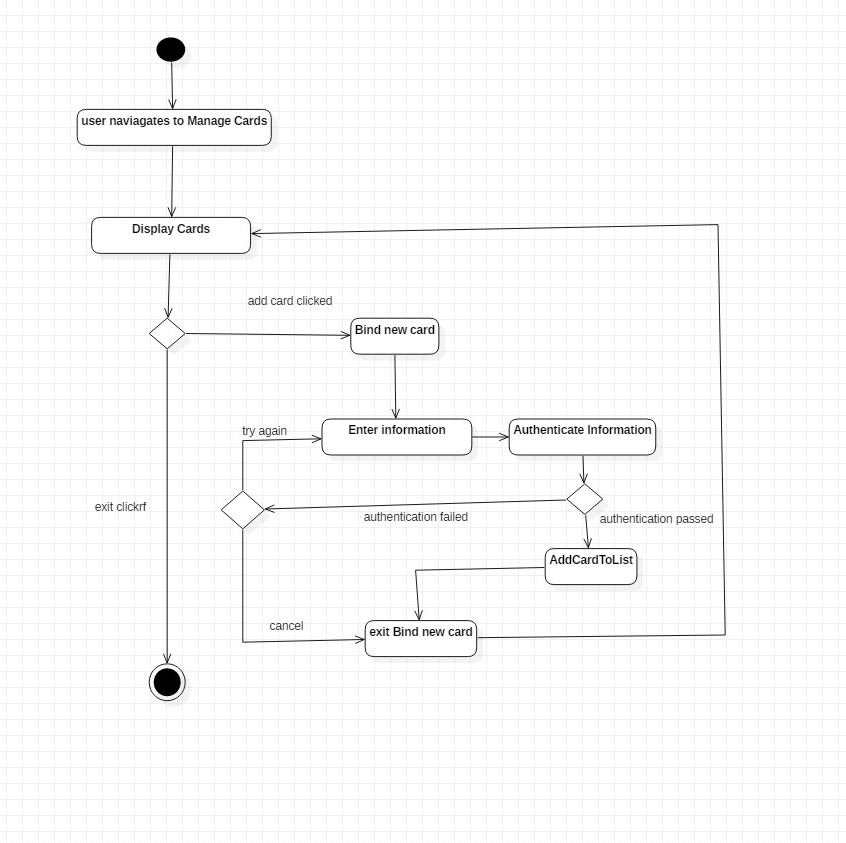 user naviagates to Manage Cards
Display Cards
add card clicked
Bind new card
try again
Enter information
Authenticate Information
exit clickrf
authentication failed
authentication passed
AddCardToList
cancel
exit Bind new card